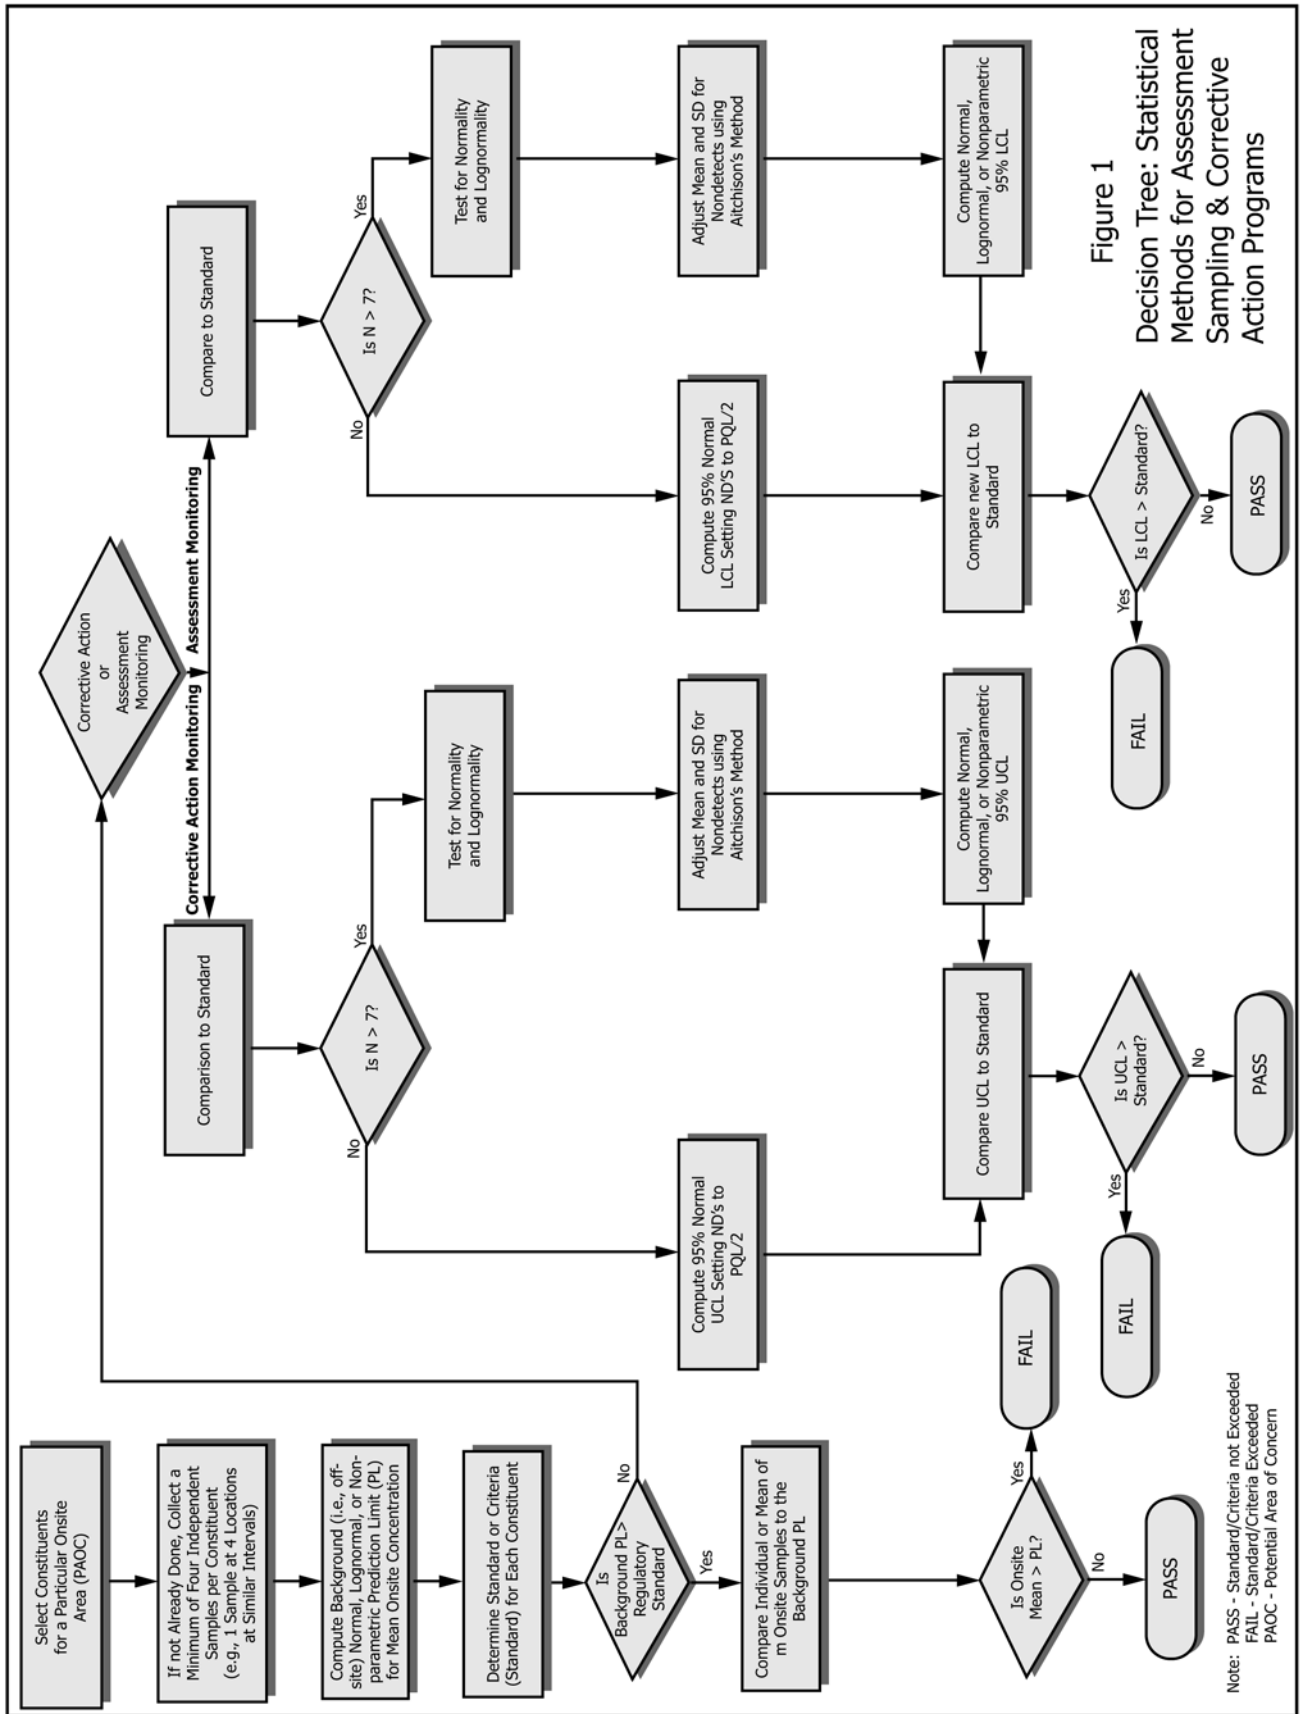 Select Constituents
for a Particular Onsite
Area (PAOC)
If not Already Done, Collect a
Minimum of Four Independent
Samples per Constituent
(e.g., 1 Sample at 4 Locations
at Similar Intervals)
Compute Background (i.e., off-
site) Normal, Lognormal, or Non-
parametric Prediction Limit (PL)
for Mean Onsite Concentration
Determine Standard or Criteria
(Standard) for Each Constituent
Is
Background PL>
Regulatory
Standard
No
Yes
Compare Individual or Mean of
m Onsite Samples to the
Background PL
Is Onsite
Mean > PL?
Yes
FAIL
No
PASS
Corrective Action
or
Assessment
Monitoring
Corrective Action Monitoring
Assessment Monitoring
Comparison to Standard
Is N > 7?
No
Yes
Compute 95% Normal
UCL Setting ND's to
PQL/2
Test for Normality
and Lognormality
Adjust Mean and SD for
Nondetects using
Aitchison's Method
Compute Normal,
Lognormal, or Nonparametric
95% UCL
Compare UCL to Standard
Is UCL >
Standard?
Yes
FAIL
No
PASS
Compare to Standard
Is N > 7?
No
Yes
Compute 95% Normal
LCL Setting ND'S to PQL/2
Test for Normality
and Lognormality
Adjust Mean and SD for
Nondetects using
Aitchison's Method
Compute Normal,
Lognormal, or Nonparametric
95% LCL
Compare new LCL to
Standard
Is LCL > Standard?
Yes
FAIL
No
PASS
Note: PASS - Standard/Criteria not Exceeded
FAIL - Standard/Criteria Exceeded
PAOC - Potential Area of Concern
Figure 1
Decision Tree: Statistical
Methods for Assessment
Sampling & Corrective
Action Programs